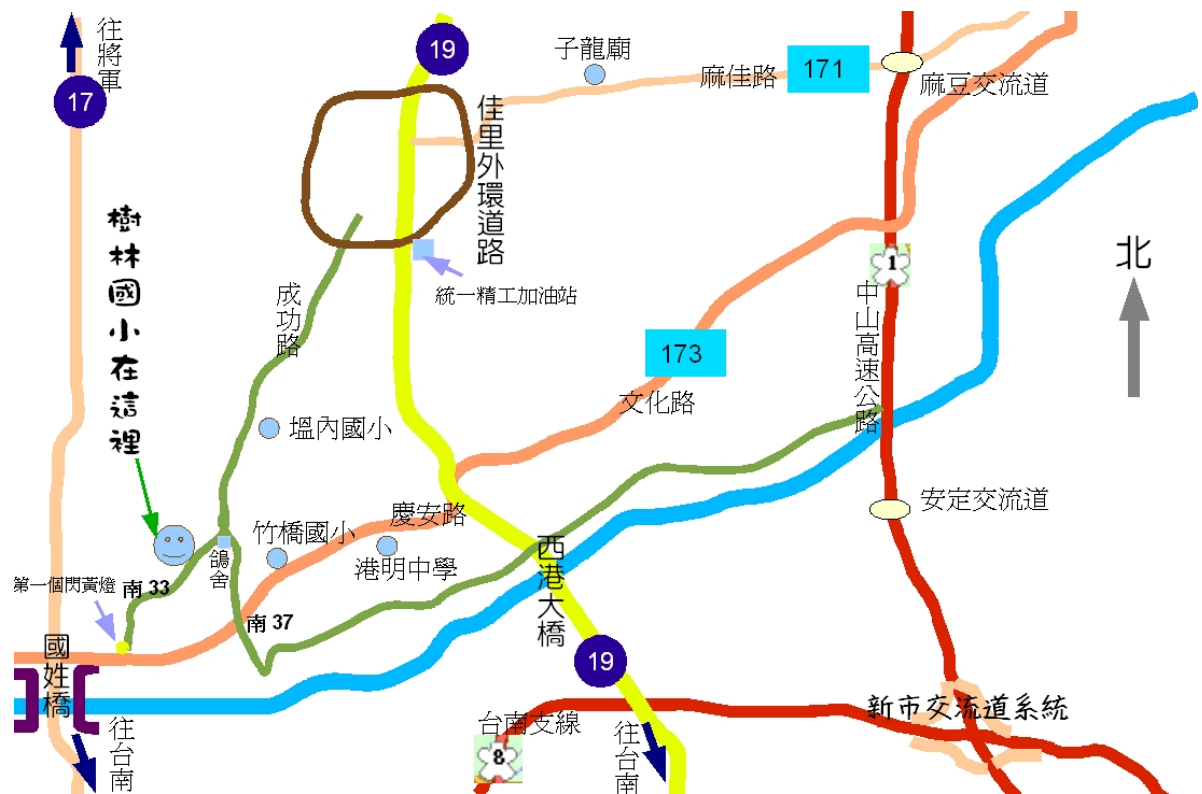 往將軍
17
19
子龍廟
麻佳路
171
麻豆交流道
佳里外環道路
樹林國小在這裡
統一精工加油站
成功路
1
中山高速公路
北
173
文化路
塭內國小
安定交流道
慶安路
竹橋國小
港明中學
西港大橋
鴿舍
第一個閃黃燈
南 33
南 37
國姓橋
19
往台南
台南支線
8
往台南
新市交流道系統